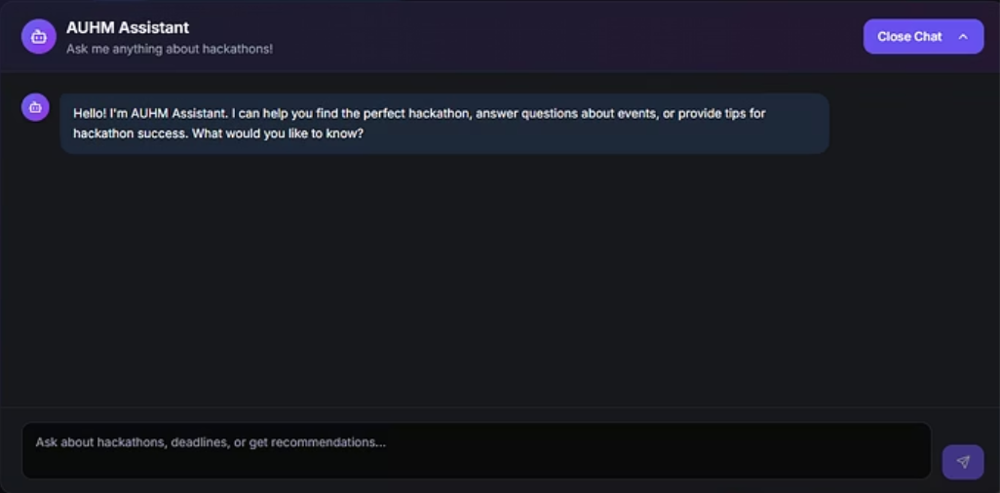 AUHM Assistant
Ask me anything about hackathons!
Close Chat
Hello! I'm AUHM Assistant. I can help you find the perfect hackathon, answer questions about events, or provide tips for
hackathon success. What would you like to know?
Ask about hackathons, deadlines, or get recommendations...